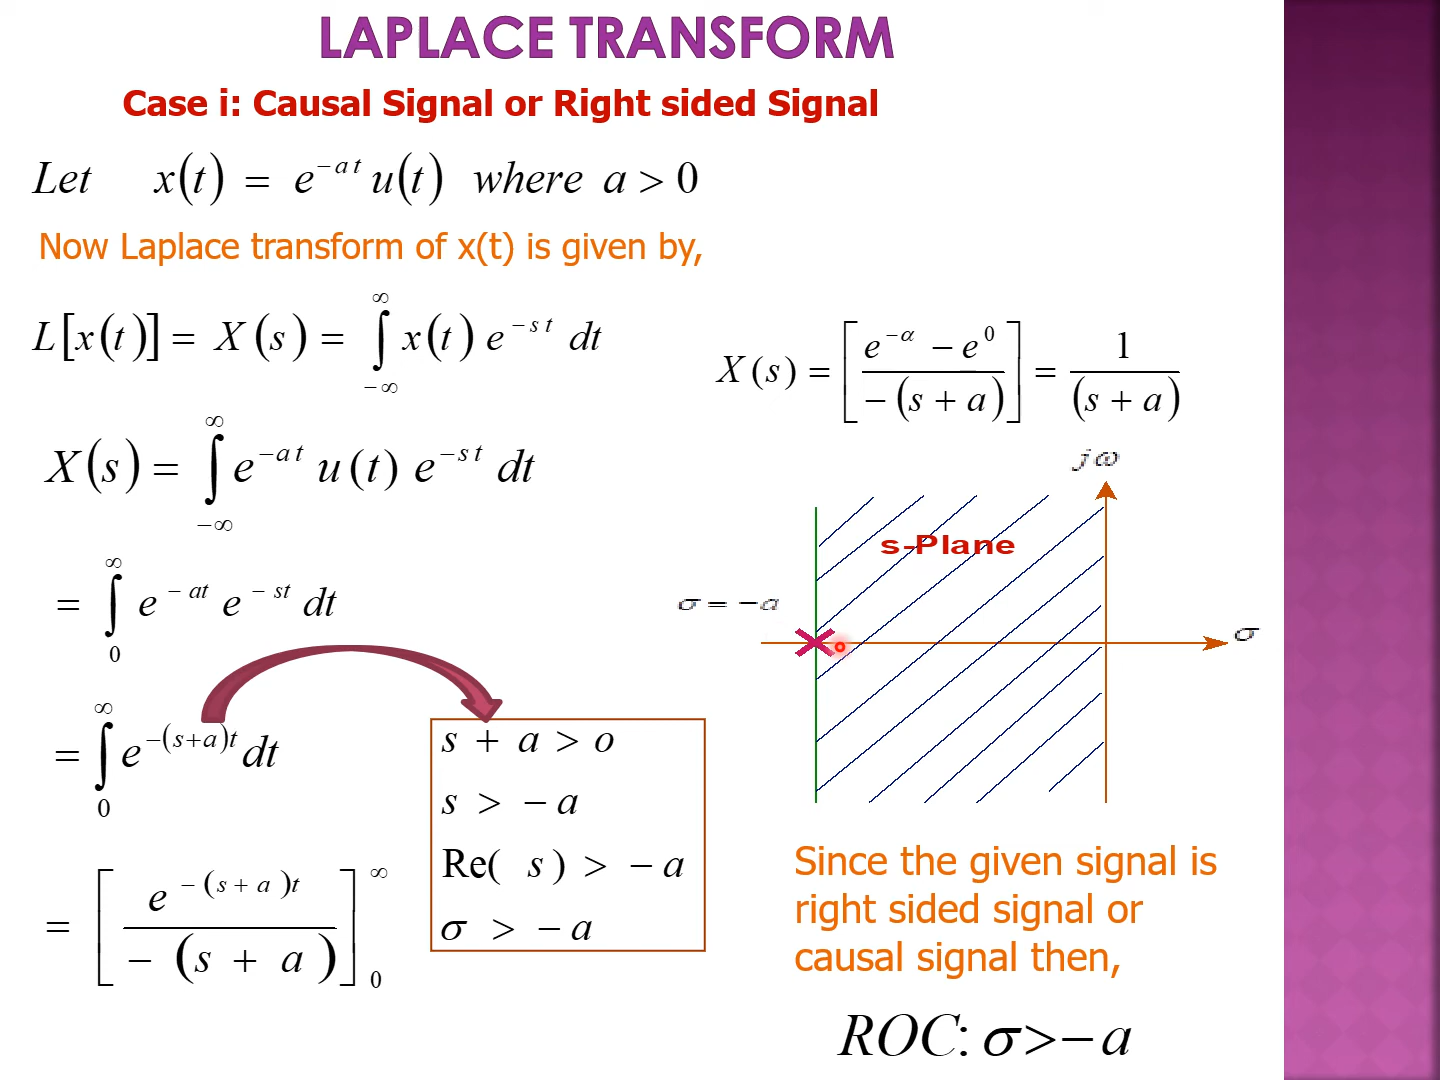 LAPLACE TRANSFORM
Case i: Causal Signal or Right sided Signal
Let x(t) = e^{-at} u(t) where a > 0
Now Laplace transform of x(t) is given by,
L[x(t)] = X(s) = ∫_{-∞}^{∞} x(t) e^{-st} dt
X(s) = ∫_{-∞}^{∞} e^{-at} u(t) e^{-st} dt
= ∫_{0}^{∞} e^{-at} e^{-st} dt
= ∫_{0}^{∞} e^{-(s+a)t} dt
= [e^{-(s+a)t} / -(s+a)]_{0}^{∞}
s + a > o
s > -a
Re(s) > -a
σ > -a
X(s) = [(e^{-α} - e^{0}) / -(s+a)] = 1/(s+a)
jω
s-Plane
σ = -a
σ
Since the given signal is
right sided signal or
causal signal then,
ROC: σ > -a